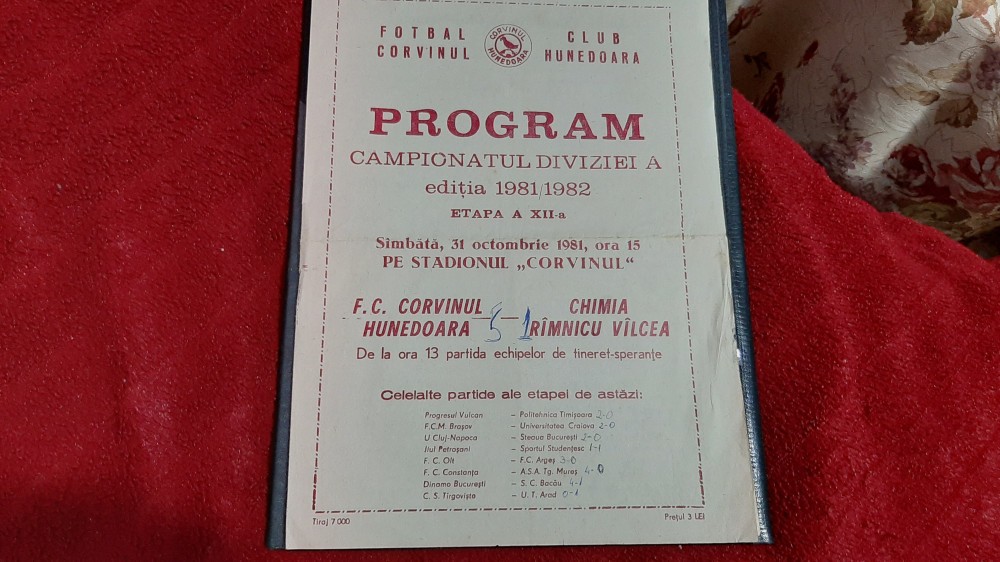 FOTBAL CLUB
CORVINUL HUNEDOARA
CORVINUL
HUNEDOARA
PROGRAM
CAMPIONATUL DIVIZIEI A
ediția 1981/1982
ETAPA A XII-a
Sîmbătă, 31 octombrie 1981, ora 15
PE STADIONUL „CORVINUL“
F.C. CORVINUL CHIMIA
HUNEDOARA 5 – 1 RÎMNICU VÎLCEA
De la ora 13 partida echipelor de tineret-speranțe
Celelalte partide ale etapei de astăzi:
Progresul Vulcan – Politehnica Timișoara 2-0
F.C.M. Brașov – Universitatea Craiova 2-0
U Cluj-Napoca – Steaua București 2-0
Jiul Petroșani – Sportul Studențesc 1-1
F. C. Olt – F.C. Argeș 3-0
F. C. Constanța – A.S.A. Tg. Mureș 4-0
Dinamo București – S. C. Bacău 4-1
C. S. Tîrgoviște – U. T. Arad 0-1
Tiraj 7 000 Prețul 3 LEI